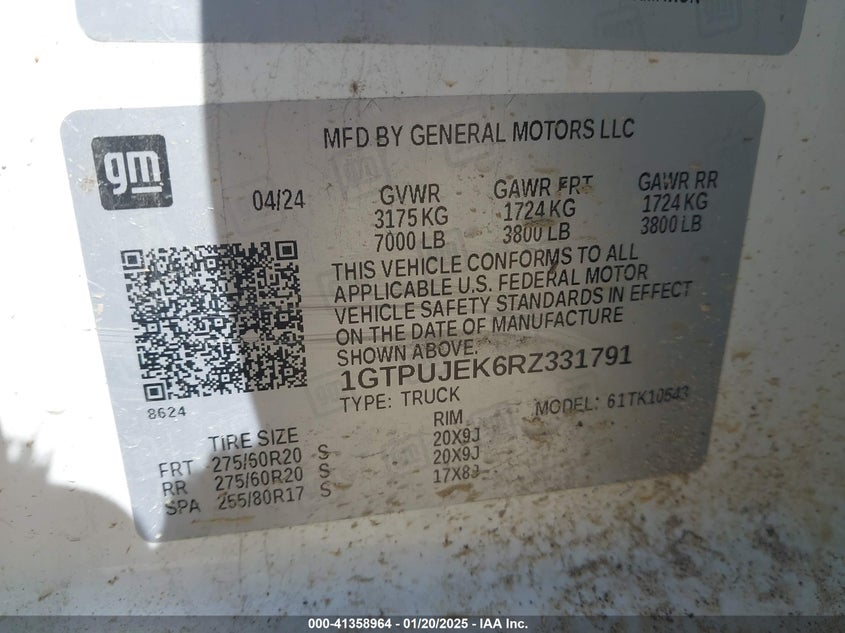 gm
MFD BY GENERAL MOTORS LLC
04/24
GVWR GAWR FRT GAWR RR
3175 KG 1724 KG 1724 KG
7000 LB 3800 LB 3800 LB
THIS VEHICLE CONFORMS TO ALL
APPLICABLE U.S. FEDERAL MOTOR
VEHICLE SAFETY STANDARDS IN EFFECT
ON THE DATE OF MANUFACTURE
SHOWN ABOVE.
1GTPUJEK6RZ331791
8624
TYPE: TRUCK MODEL: 61TK10543
TIRE SIZE RIM
FRT 275/60R20 S 20X9J
RR 275/60R20 S 20X9J
SPA 255/80R17 S 17X8J
000-41358964 - 01/20/2025 - IAA Inc.